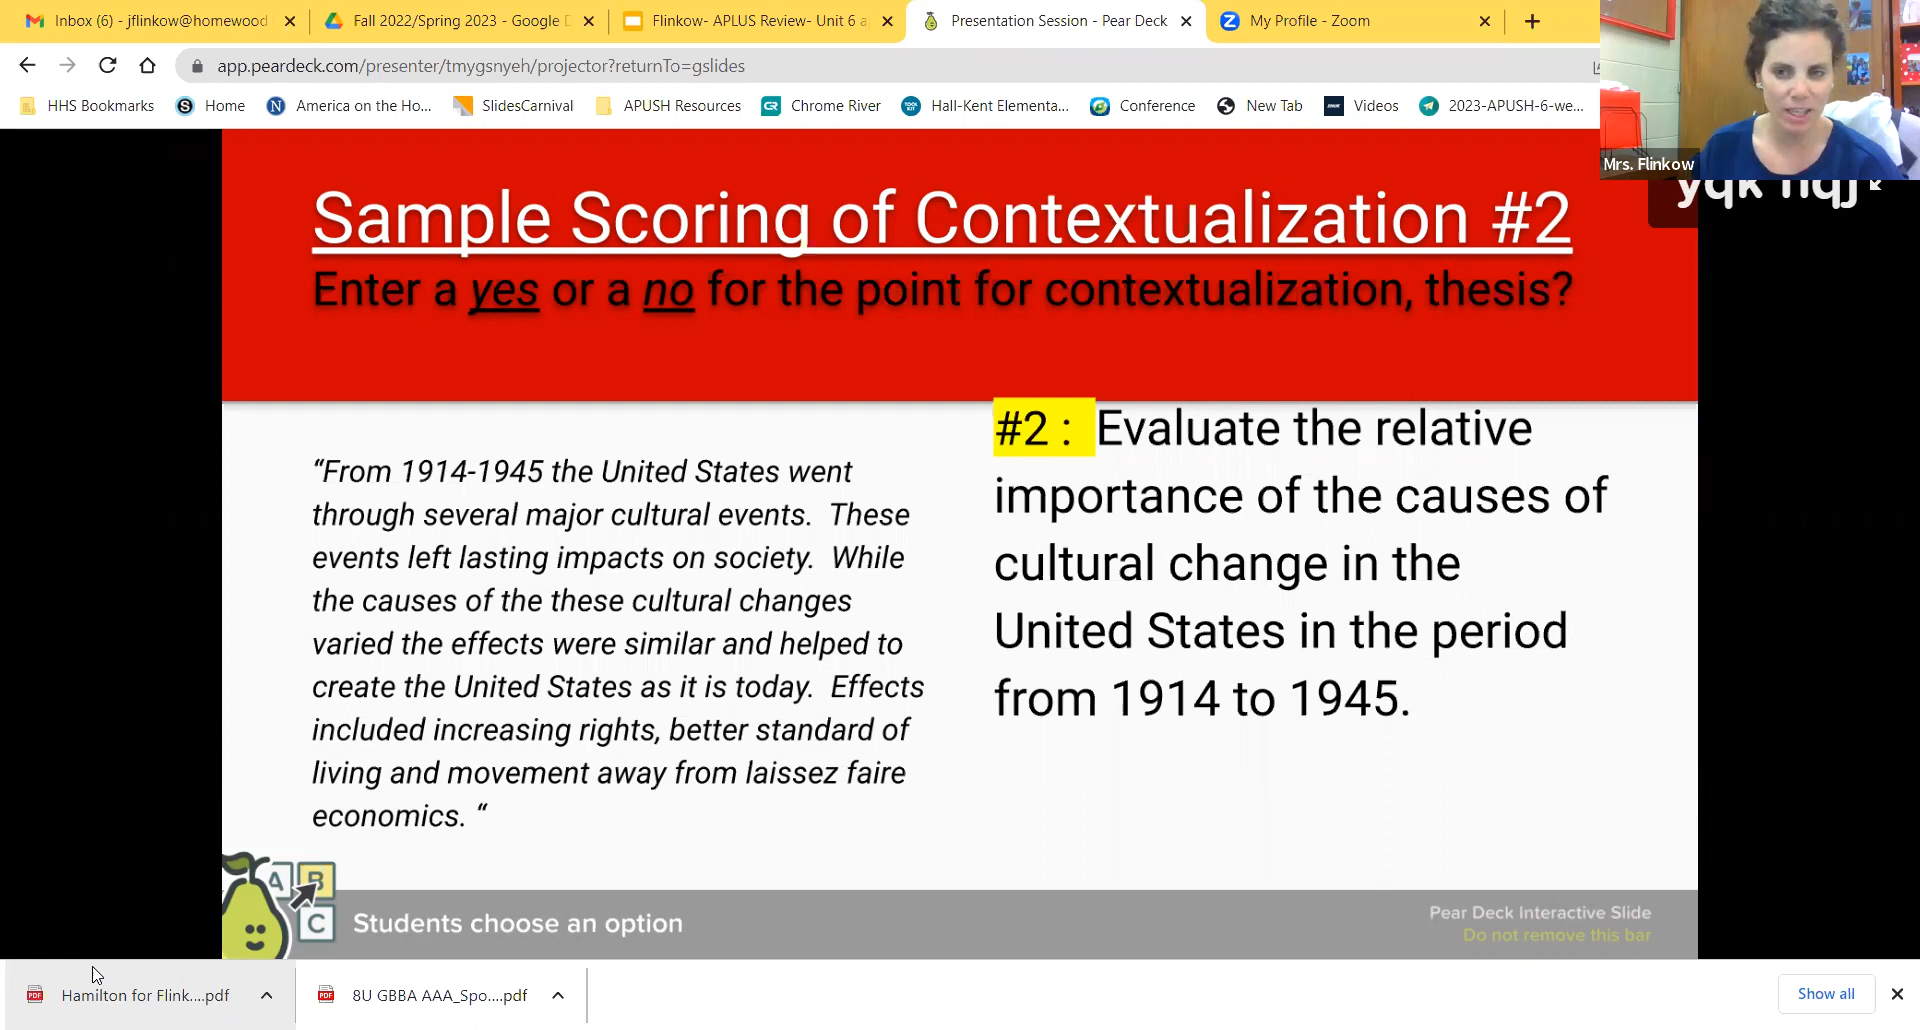 Inbox (6) - jflinkow@homewood
Fall 2022/Spring 2023 - Google D
Flinkow- APLUS Review- Unit 6 a
Presentation Session - Pear Deck
My Profile - Zoom
app.peardeck.com/presenter/tmygsnyeh/projector?returnTo=gslides
HHS Bookmarks
Home
America on the Ho...
SlidesCarnival
APUSH Resources
Chrome River
Hall-Kent Elementa...
Conference
New Tab
Videos
2023-APUSH-6-we...
Mrs. Flinkow
Sample Scoring of Contextualization #2
Enter a yes or a no for the point for contextualization, thesis?
“From 1914-1945 the United States went
through several major cultural events. These
events left lasting impacts on society. While
the causes of the these cultural changes
varied the effects were similar and helped to
create the United States as it is today. Effects
included increasing rights, better standard of
living and movement away from laissez faire
economics. “
#2 : Evaluate the relative
importance of the causes of
cultural change in the
United States in the period
from 1914 to 1945.
A B
C
Students choose an option
Pear Deck Interactive Slide
Do not remove this bar
Hamilton for Flink....pdf
8U GBBA AAA_Spo....pdf
Show all